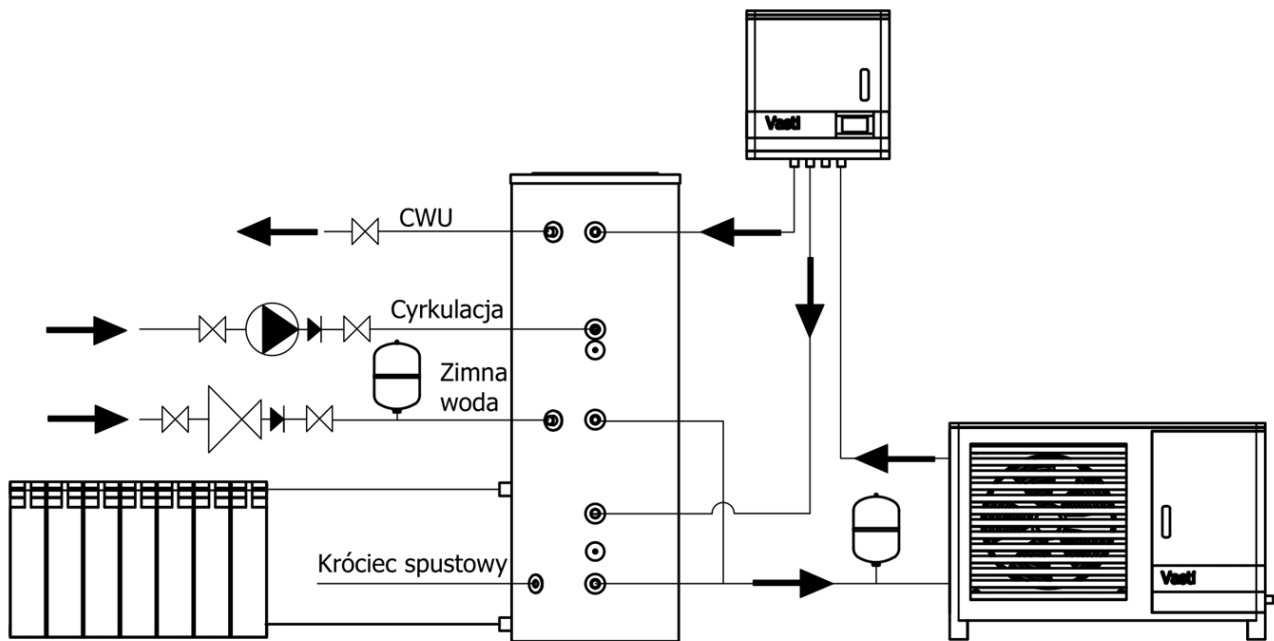 Vasti
CWU
Cyrkulacja
Zimna
woda
Króciec spustowy
Vasti